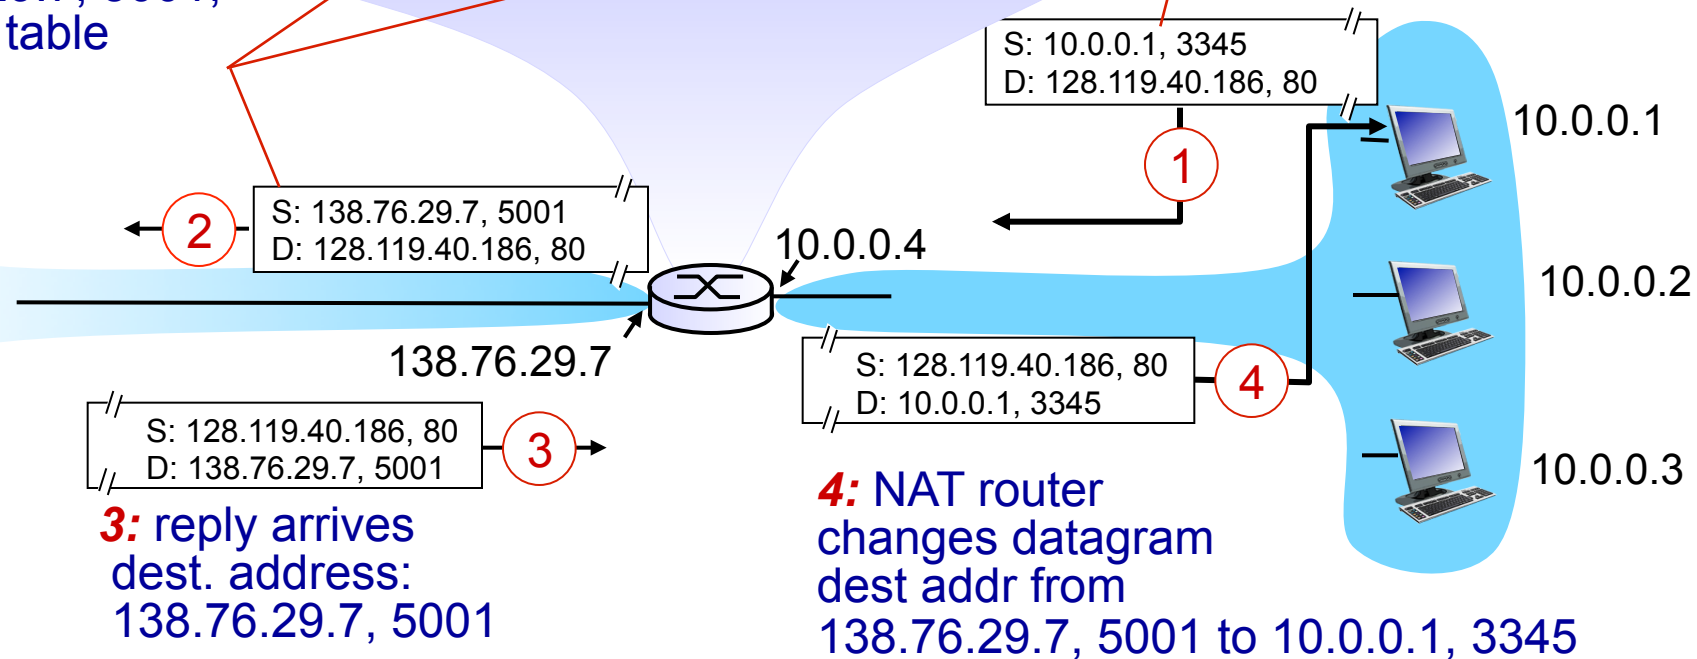 table
S: 10.0.0.1, 3345
D: 128.119.40.186, 80
10.0.0.1
1
2
S: 138.76.29.7, 5001
D: 128.119.40.186, 80
10.0.0.4
10.0.0.2
138.76.29.7
S: 128.119.40.186, 80
D: 10.0.0.1, 3345
4
S: 128.119.40.186, 80
D: 138.76.29.7, 5001
3
10.0.0.3
3: reply arrives
dest. address:
138.76.29.7, 5001
4: NAT router
changes datagram
dest addr from
138.76.29.7, 5001 to 10.0.0.1, 3345